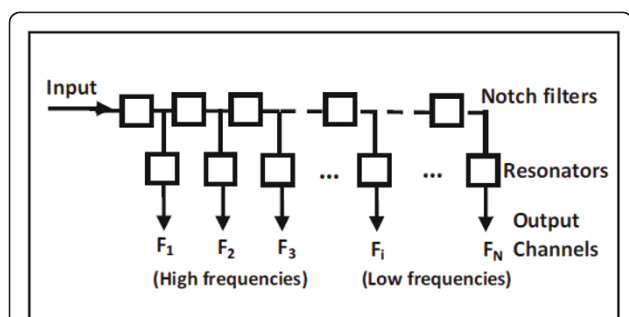 Input
Notch filters
... ...
Resonators
F1 F2 F3 Fi FN
Output
Channels
(High frequencies) (Low frequencies)